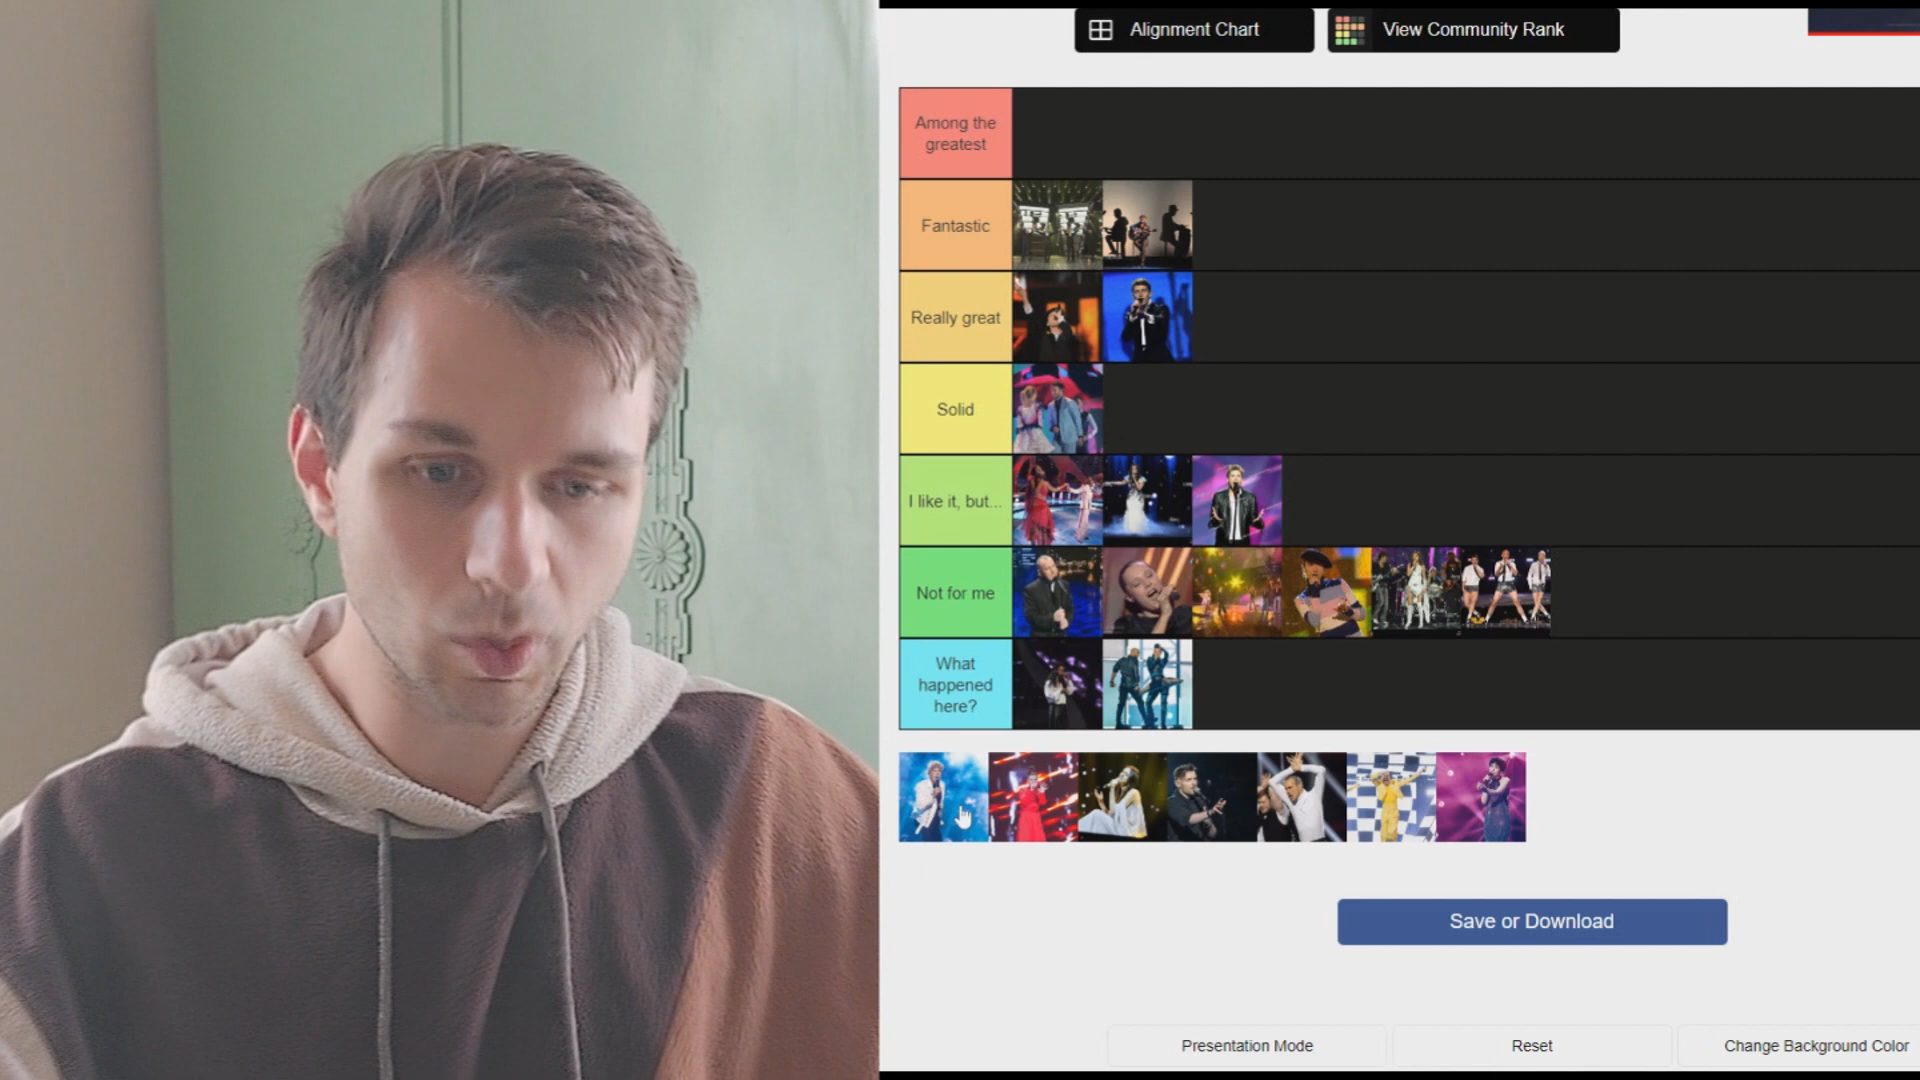 Alignment Chart
View Community Rank
Among the
greatest
Fantastic
Really great
Solid
I like it, but...
Not for me
What
happened
here?
Save or Download
Presentation Mode
Reset
Change Background Color